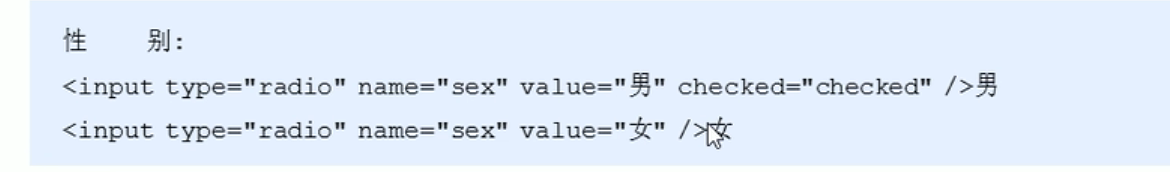 性    别:
<input type="radio" name="sex" value="男" checked="checked" />男
<input type="radio" name="sex" value="女" />女